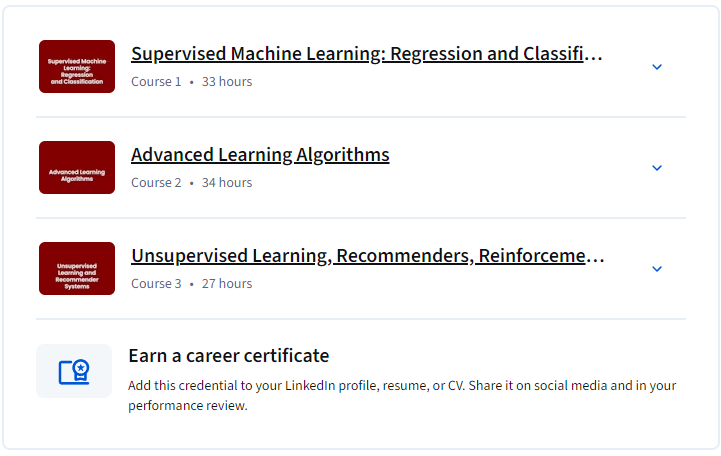 Supervised Machine
Learning:
Regression
and Classification
Supervised Machine Learning: Regression and Classifi...
Course 1 • 33 hours
Advanced Learning
Algorithms
Advanced Learning Algorithms
Course 2 • 34 hours
Unsupervised
Learning and
Recommender
Systems
Unsupervised Learning, Recommenders, Reinforceme...
Course 3 • 27 hours
Earn a career certificate
Add this credential to your LinkedIn profile, resume, or CV. Share it on social media and in your
performance review.